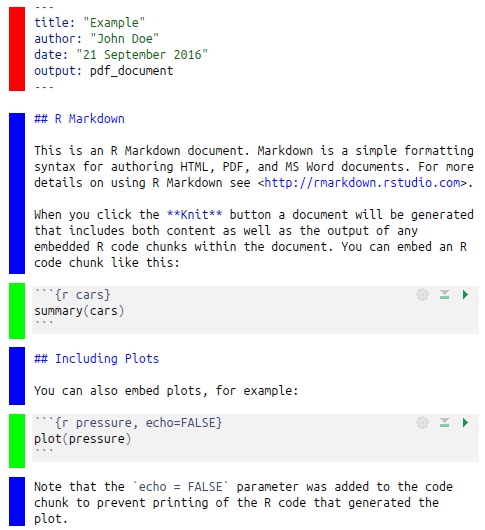 ---
title: "Example"
author: "John Doe"
date: "21 September 2016"
output: pdf_document
---
## R Markdown
This is an R Markdown document. Markdown is a simple formatting
syntax for authoring HTML, PDF, and MS Word documents. For more
details on using R Markdown see <http://rmarkdown.rstudio.com>.
When you click the **Knit** button a document will be generated
that includes both content as well as the output of any
embedded R code chunks within the document. You can embed an R
code chunk like this:
```{r cars}
summary(cars)
```
## Including Plots
You can also embed plots, for example:
```{r pressure, echo=FALSE}
plot(pressure)
```
Note that the `echo = FALSE` parameter was added to the code
chunk to prevent printing of the R code that generated the
plot.